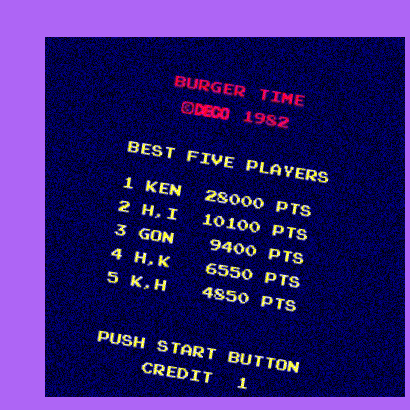 BURGER TIME
©DECO 1982
BEST FIVE PLAYERS
1 KEN 28000 PTS
2 H.I 10100 PTS
3 GON 9400 PTS
4 H.K 6550 PTS
5 K.H 4850 PTS
PUSH START BUTTON
CREDIT 1